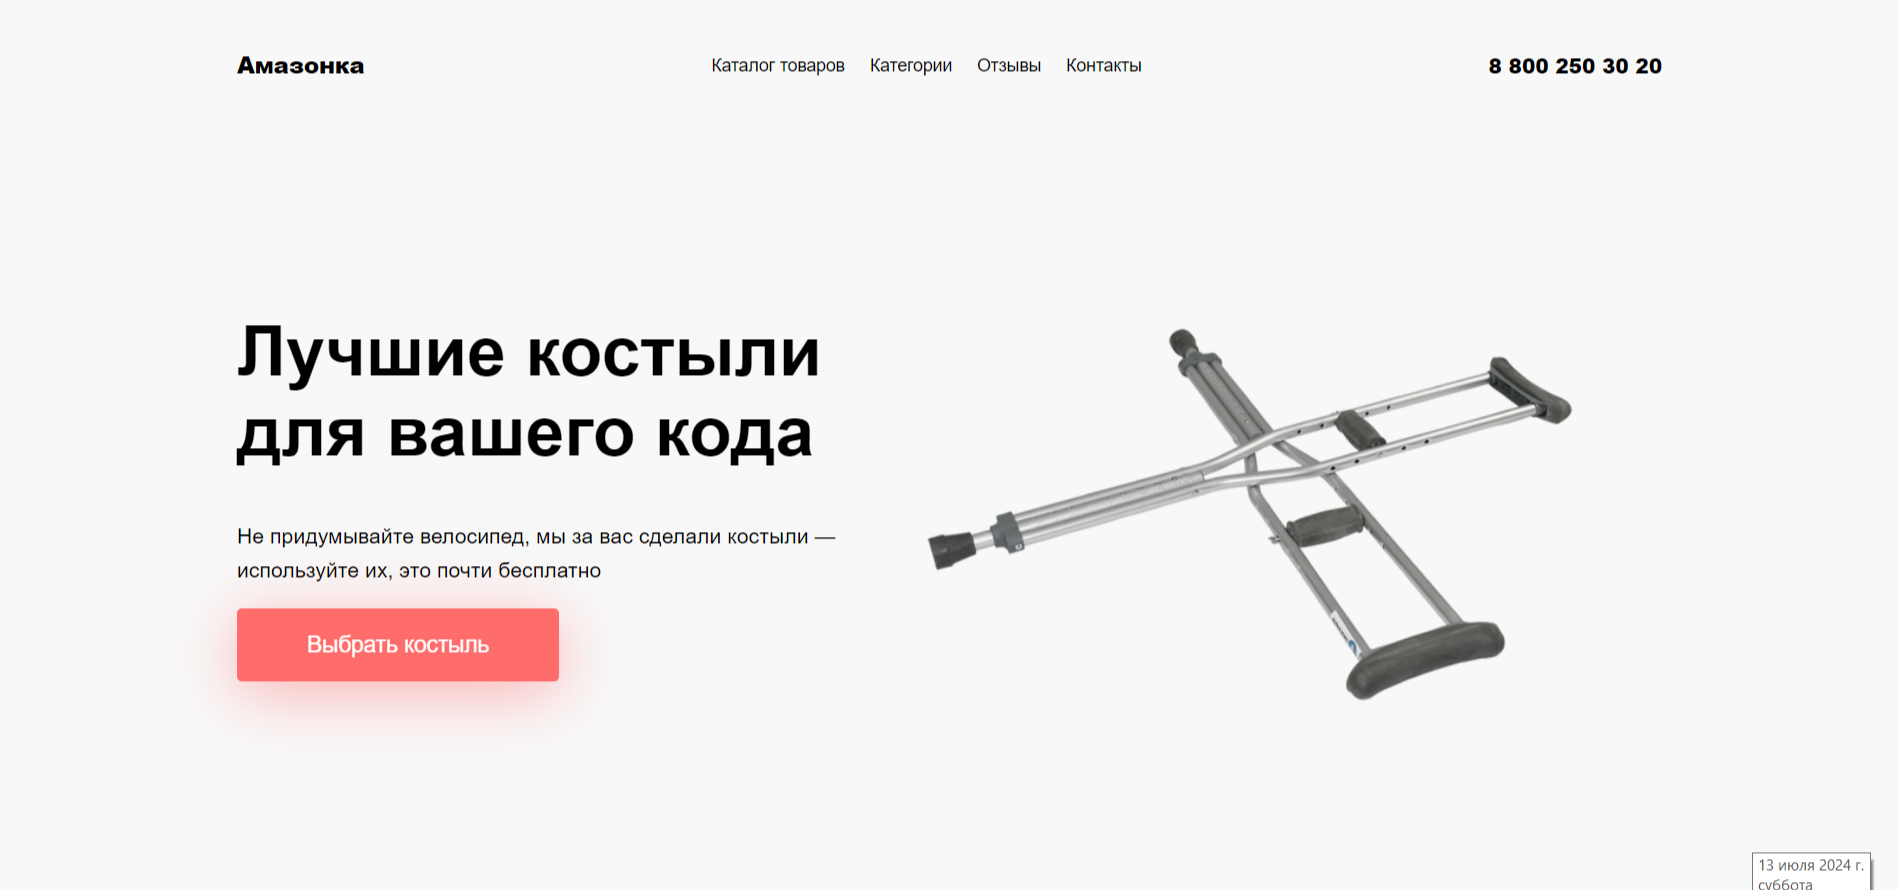 Амазонка
Каталог товаров Категории Отзывы Контакты
8 800 250 30 20
Лучшие костыли
для вашего кода
Не придумывайте велосипед, мы за вас сделали костыли —
используйте их, это почти бесплатно
Выбрать костыль
13 июля 2024 г.
суббота